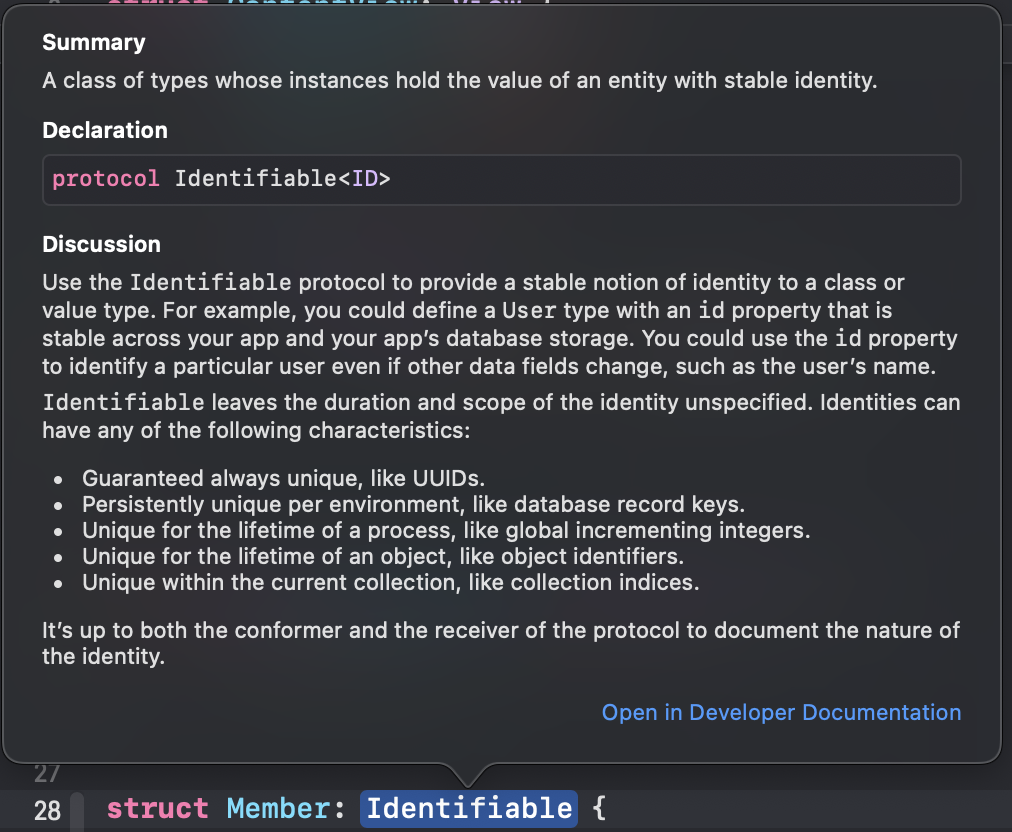 Summary
A class of types whose instances hold the value of an entity with stable identity.
Declaration
protocol Identifiable<ID>
Discussion
Use the Identifiable protocol to provide a stable notion of identity to a class or
value type. For example, you could define a User type with an id property that is
stable across your app and your app’s database storage. You could use the id property
to identify a particular user even if other data fields change, such as the user’s name.
Identifiable leaves the duration and scope of the identity unspecified. Identities can
have any of the following characteristics:
• Guaranteed always unique, like UUIDs.
• Persistently unique per environment, like database record keys.
• Unique for the lifetime of a process, like global incrementing integers.
• Unique for the lifetime of an object, like object identifiers.
• Unique within the current collection, like collection indices.
It’s up to both the conformer and the receiver of the protocol to document the nature of
the identity.
Open in Developer Documentation
27
28 struct Member: Identifiable {